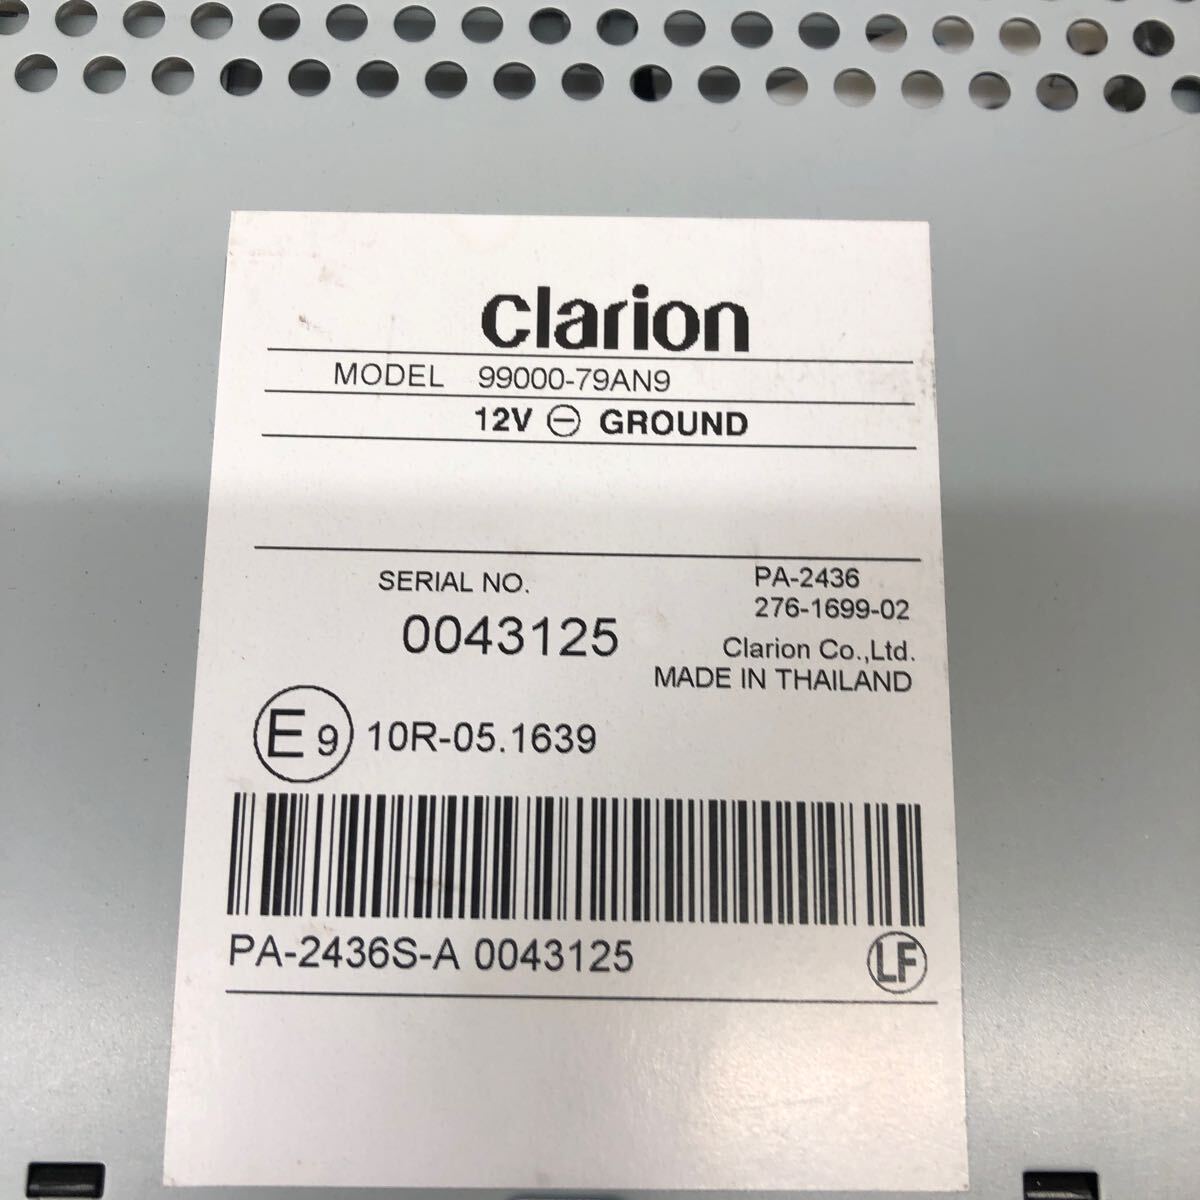 clarion
MODEL 99000-79AN9
12V ⊖ GROUND
SERIAL NO.
0043125
PA-2436
276-1699-02
Clarion Co.,Ltd.
MADE IN THAILAND
E9 10R-05.1639
PA-2436S-A 0043125
LF